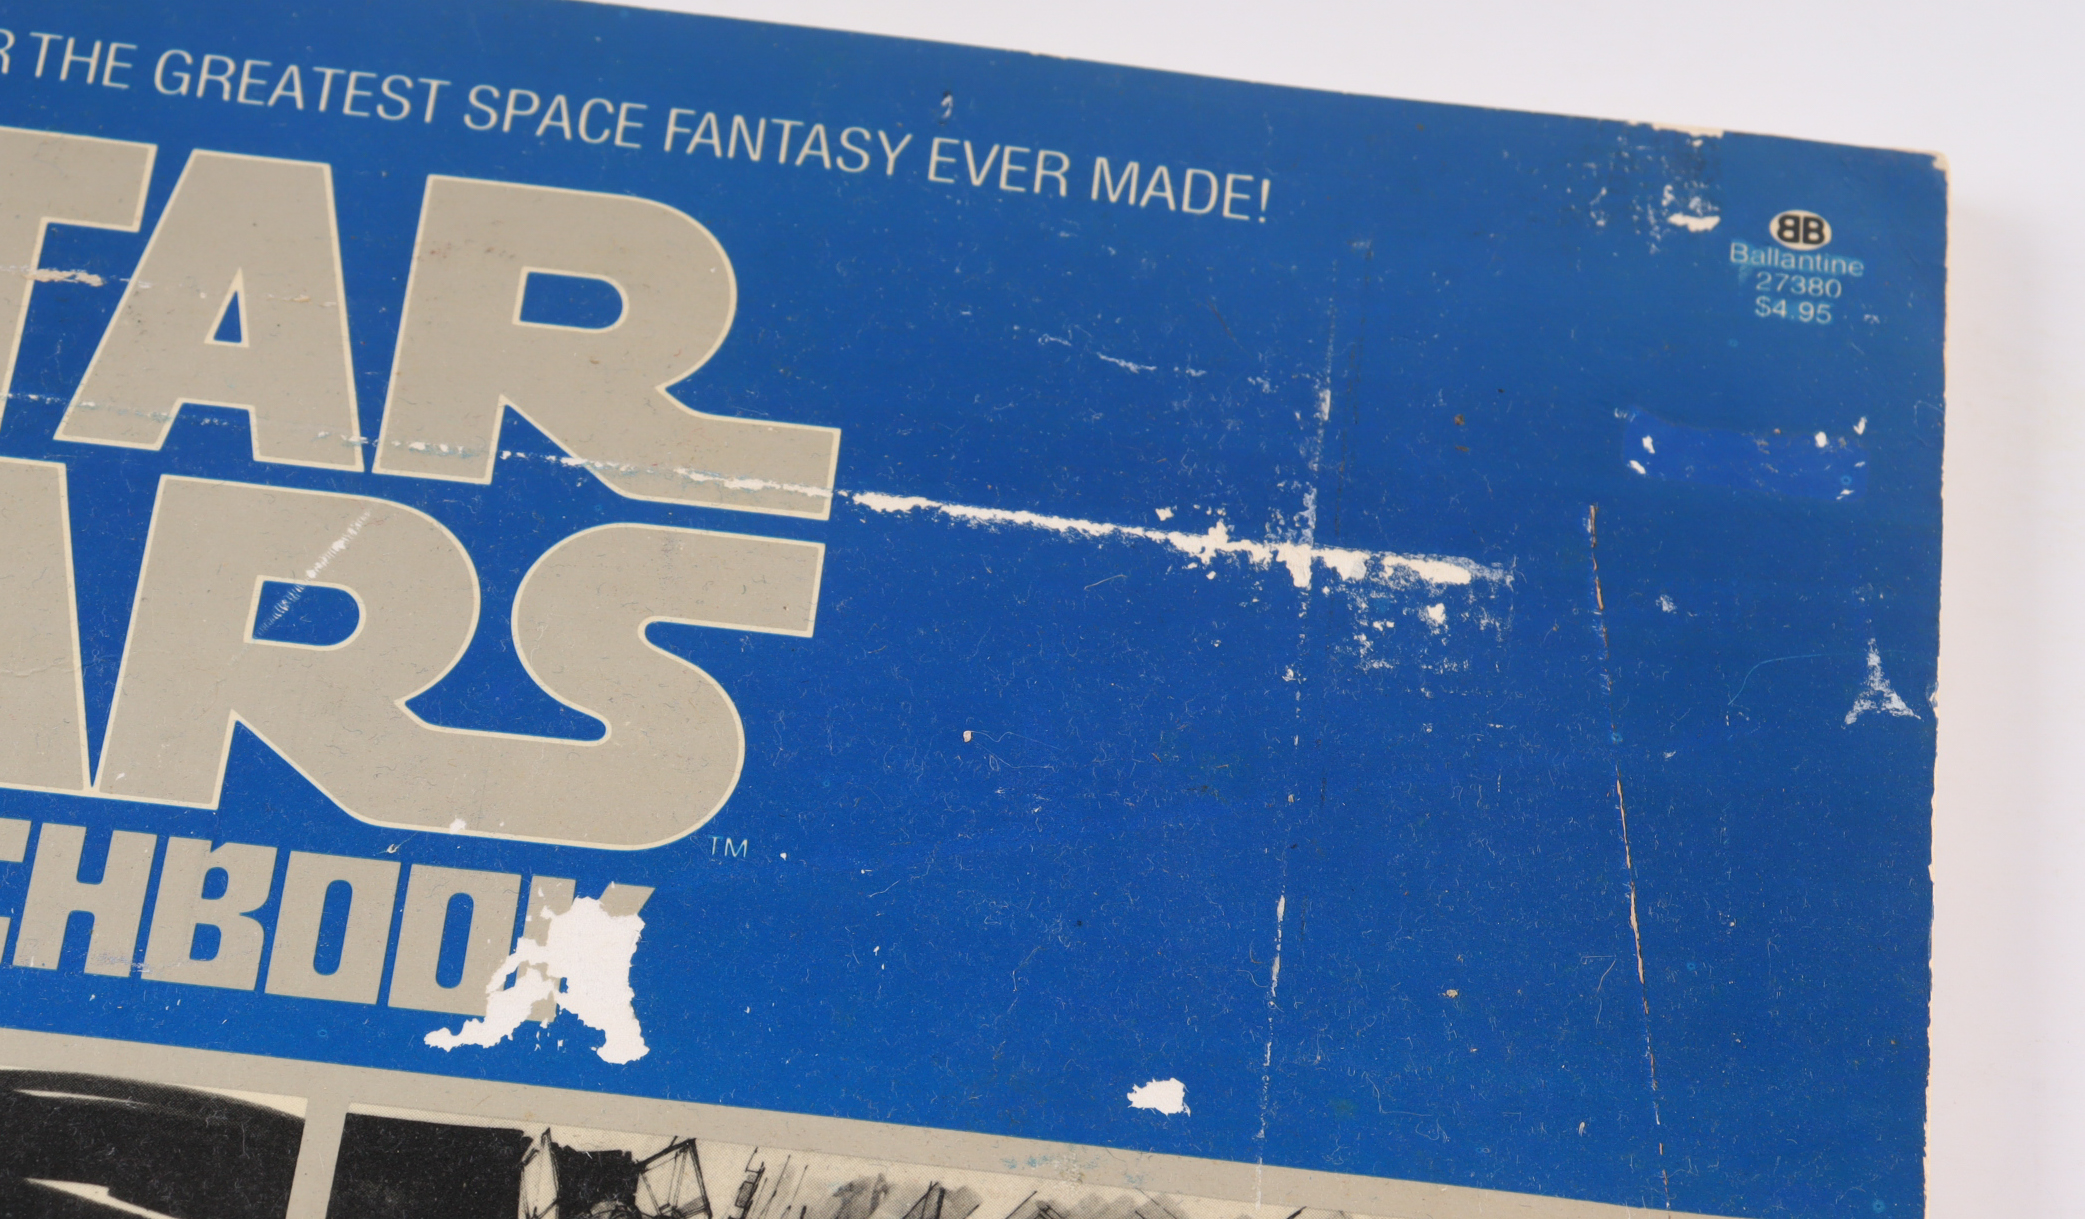 R THE GREATEST SPACE FANTASY EVER MADE!
BB
Ballantine
27380
$4.95
TAR
ARS
TM
CHBOOK